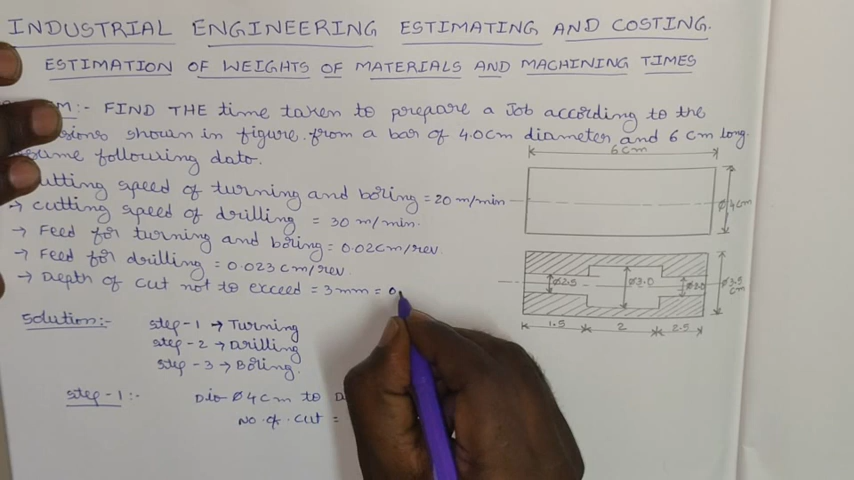 INDUSTRIAL ENGINEERING ESTIMATING AND COSTING.
ESTIMATION OF WEIGHTS OF MATERIALS AND MACHINING TIMES
:- FIND THE time taken to prepare a Job according to the
shown in figure. from a bar of 4.0cm diameter and 6 cm long.
following data.
Cutting speed of turning and boring = 20 m/min
→ cutting speed of drilling = 30 m/min.
→ Feed for turning and boring = 0.02cm/rev
→ Feed for drilling = 0.023 cm/rev.
→ Depth of cut not to exceed = 3mm = 0
Solution:- step-1 → Turning
step-2 → Drilling
step-3 → Boring.
step-1:- Dia Ø4cm to D
No. of. cut =
6cm
Ø4cm
Ø2.5
Ø3.0
Ø2.0
Ø3.5 cm
1.5
2
2.5